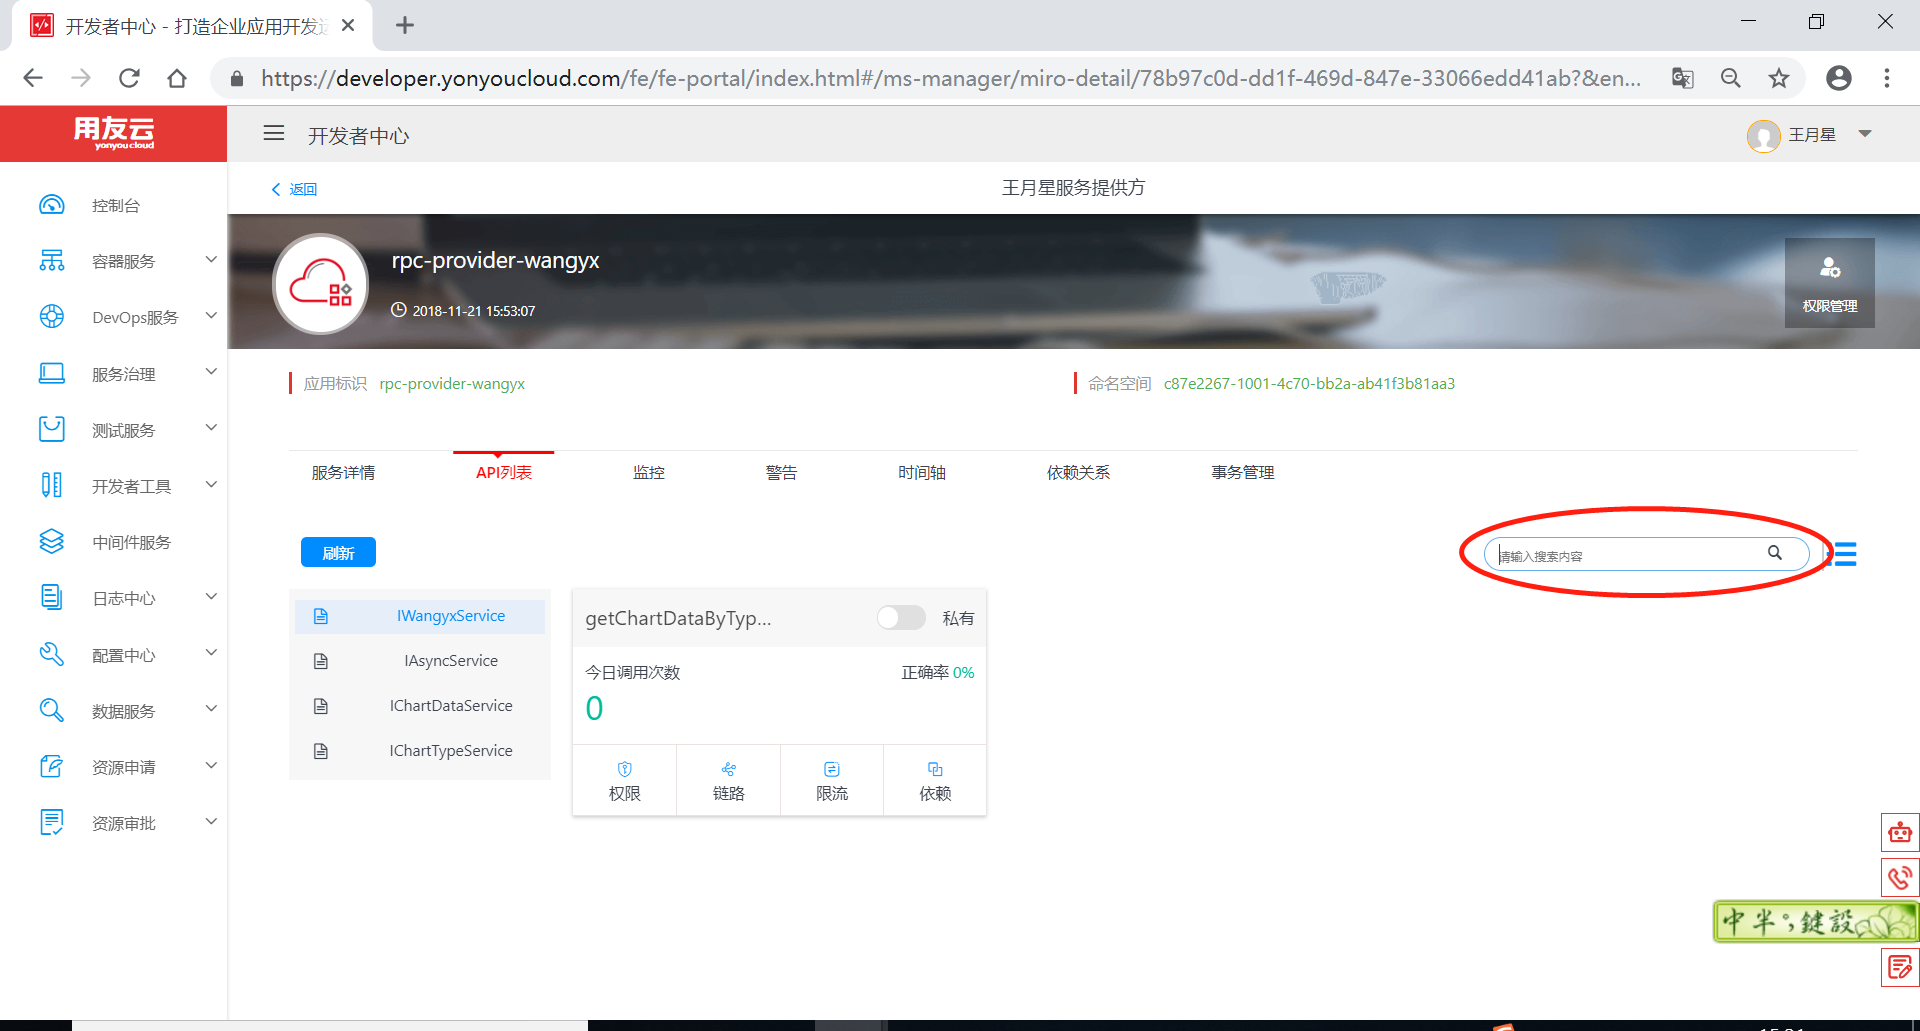 开发者中心 - 打造企业应用开发运
https://developer.yonyoucloud.com/fe/fe-portal/index.html#/ms-manager/miro-detail/78b97c0d-dd1f-469d-847e-33066edd41ab?&en...
用友云
yonyou cloud
开发者中心
王月星
返回
王月星服务提供方
控制台
容器服务
DevOps服务
服务治理
测试服务
开发者工具
中间件服务
日志中心
配置中心
数据服务
资源申请
资源审批
rpc-provider-wangyx
2018-11-21 15:53:07
权限管理
应用标识 rpc-provider-wangyx
命名空间 c87e2267-1001-4c70-bb2a-ab41f3b81aa3
服务详情 API列表 监控 警告 时间轴 依赖关系 事务管理
刷新
请输入搜索内容
IWangyxService
IAsyncService
IChartDataService
IChartTypeService
getChartDataByTyp...
私有
今日调用次数
正确率 0%
0
权限 链路 限流 依赖
中 半 ; 鍵設